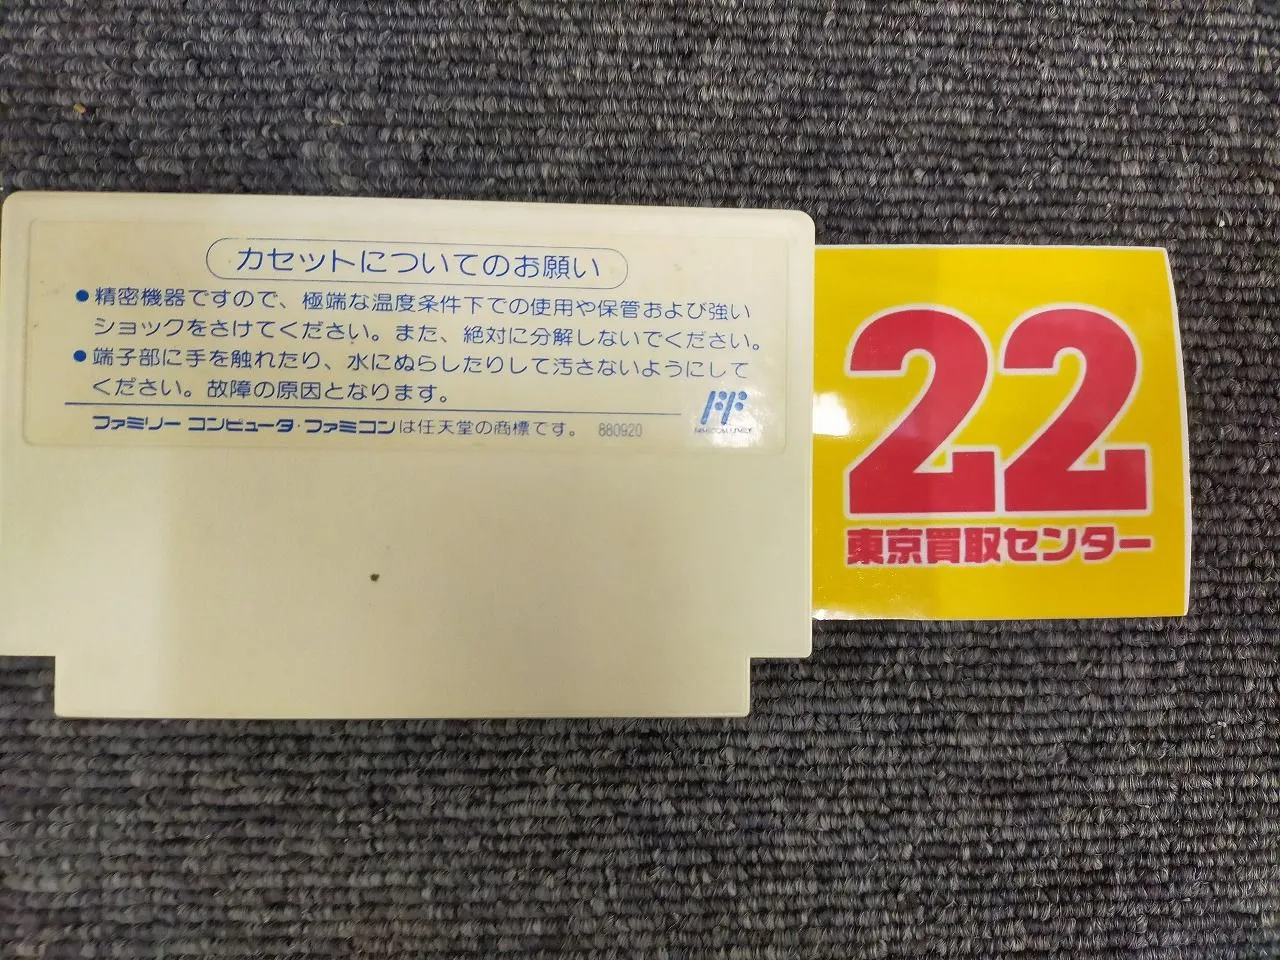 カセットについてのお願い
●精密機器ですので、極端な温度条件下での使用や保管および強い
ショックをさけてください。また、絶対に分解しないでください。
●端子部に手を触れたり、水にぬらしたりして汚さないようにして
ください。故障の原因となります。
ファミリーコンピュータ・ファミコンは任天堂の商標です。 880920
FF
FAMICOM FAMILY
22
東京買取センター